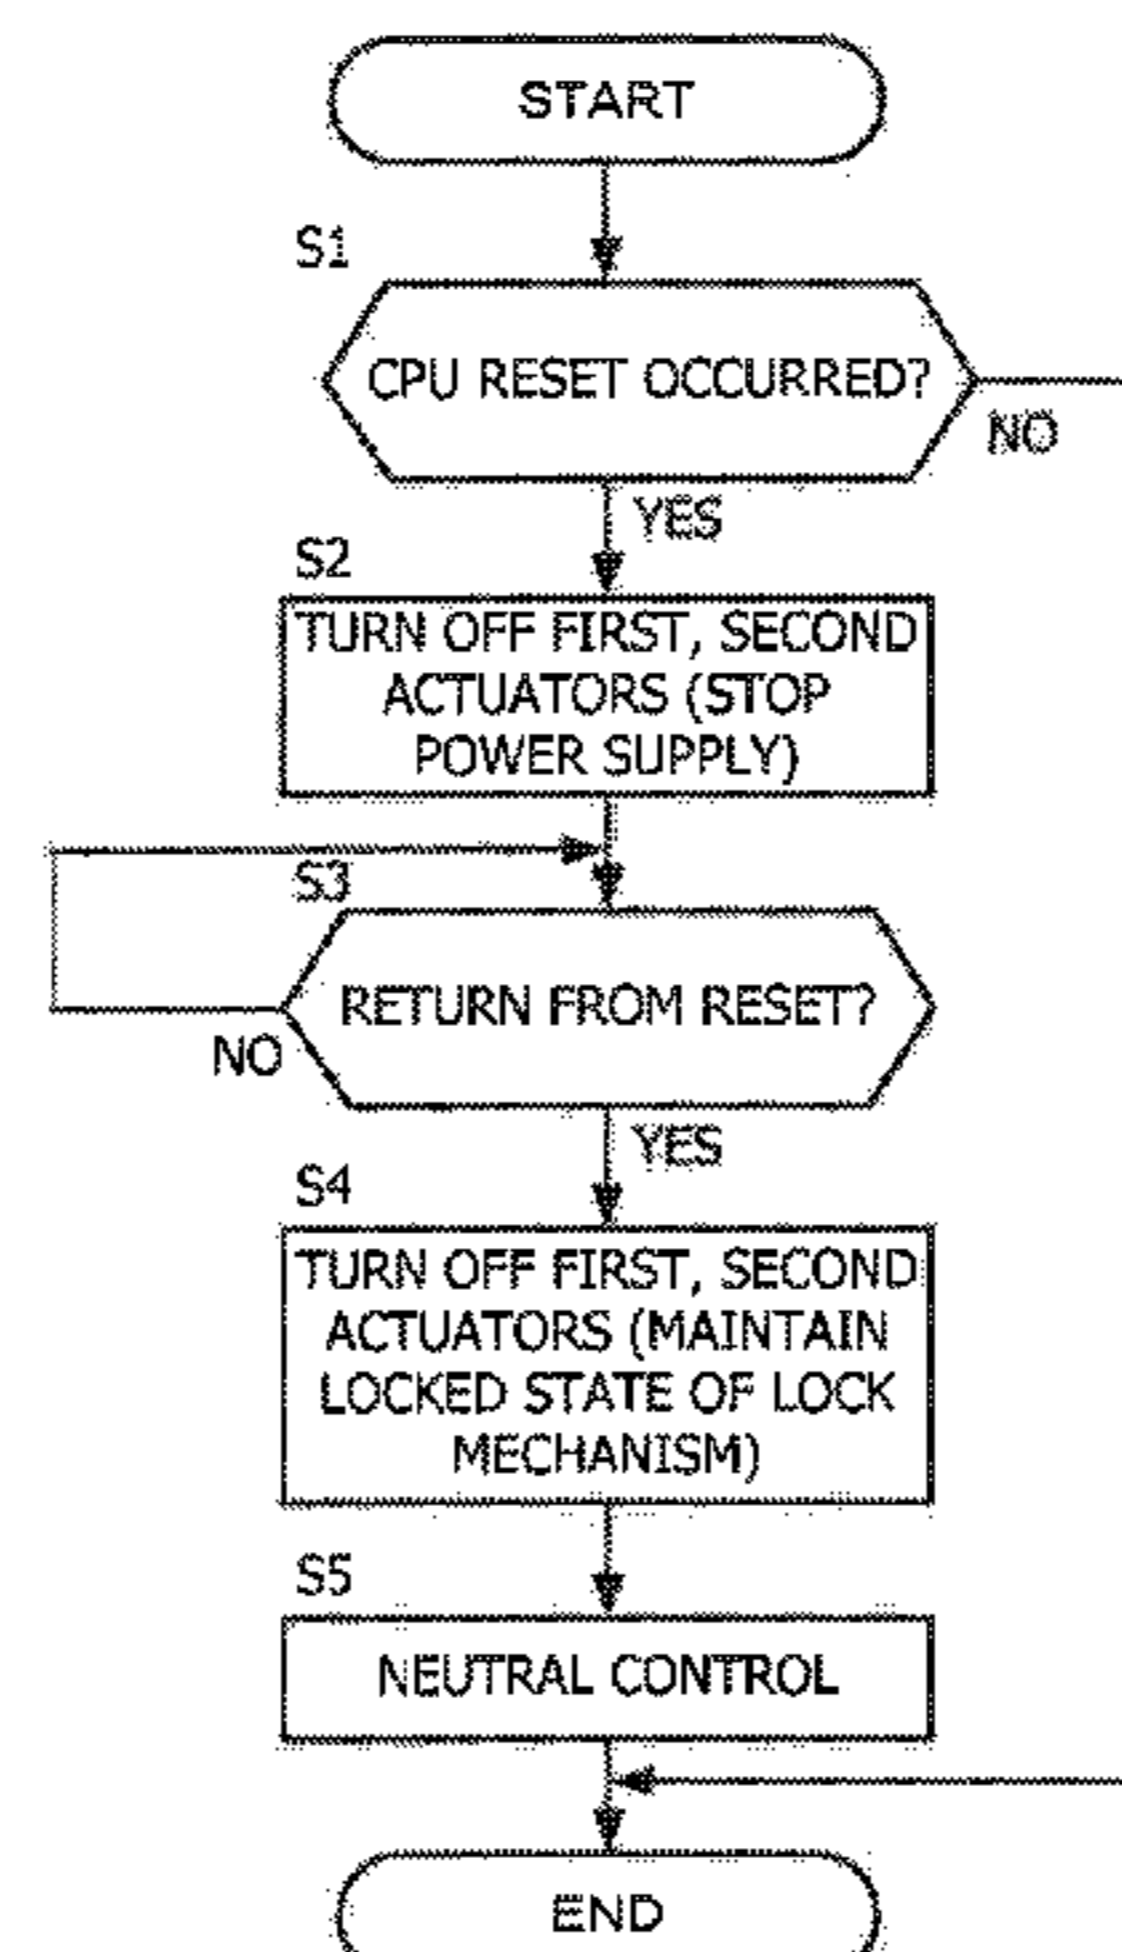 START
S1
CPU RESET OCCURRED?
NO
YES
S2
TURN OFF FIRST, SECOND
ACTUATORS (STOP
POWER SUPPLY)
S3
RETURN FROM RESET?
NO
YES
S4
TURN OFF FIRST, SECOND
ACTUATORS (MAINTAIN
LOCKED STATE OF LOCK
MECHANISM)
S5
NEUTRAL CONTROL
END